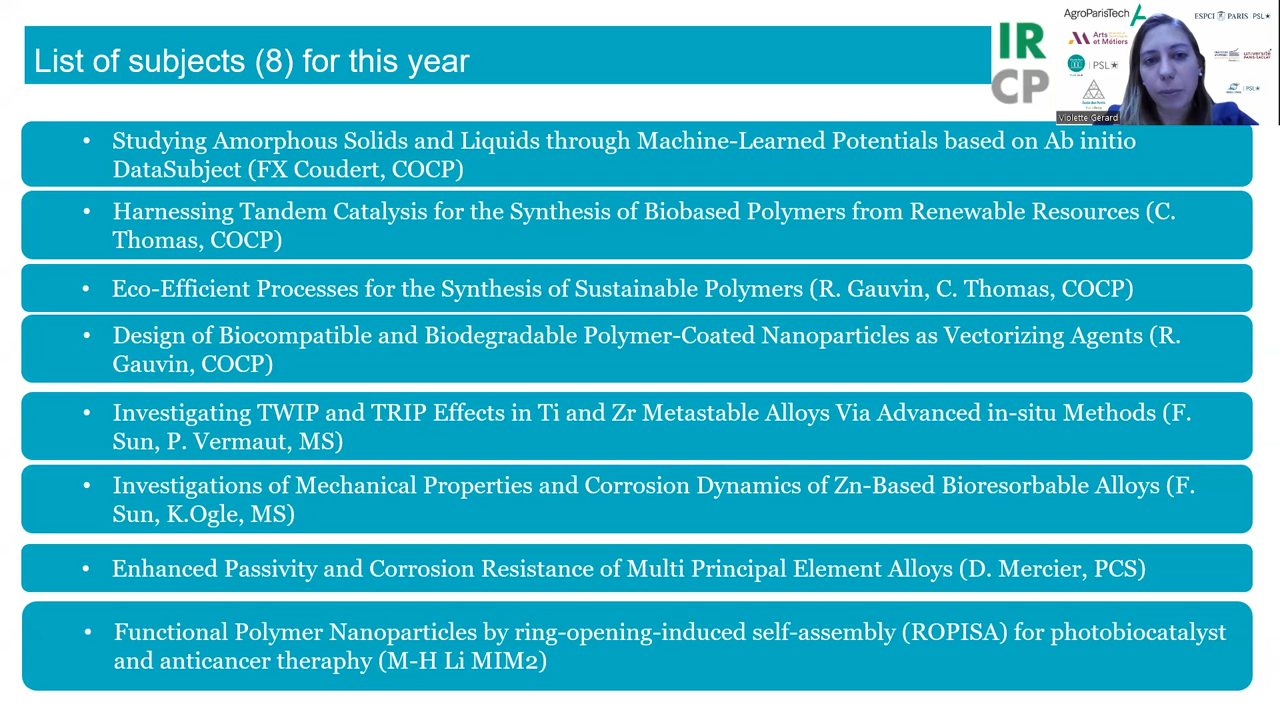 List of subjects (8) for this year
IR
CP
AgroParisTech
ESPCI PARIS PSL
Arts
et Métiers
PSL
PSL
Violette Gerard
• Studying Amorphous Solids and Liquids through Machine-Learned Potentials based on Ab initio
DataSubject (FX Coudert, COCP)
• Harnessing Tandem Catalysis for the Synthesis of Biobased Polymers from Renewable Resources (C.
Thomas, COCP)
• Eco-Efficient Processes for the Synthesis of Sustainable Polymers (R. Gauvin, C. Thomas, COCP)
• Design of Biocompatible and Biodegradable Polymer-Coated Nanoparticles as Vectorizing Agents (R.
Gauvin, COCP)
• Investigating TWIP and TRIP Effects in Ti and Zr Metastable Alloys Via Advanced in-situ Methods (F.
Sun, P. Vermaut, MS)
• Investigations of Mechanical Properties and Corrosion Dynamics of Zn-Based Bioresorbable Alloys (F.
Sun, K.Ogle, MS)
• Enhanced Passivity and Corrosion Resistance of Multi Principal Element Alloys (D. Mercier, PCS)
• Functional Polymer Nanoparticles by ring-opening-induced self-assembly (ROPISA) for photobiocatalyst
and anticancer theraphy (M-H Li MIM2)